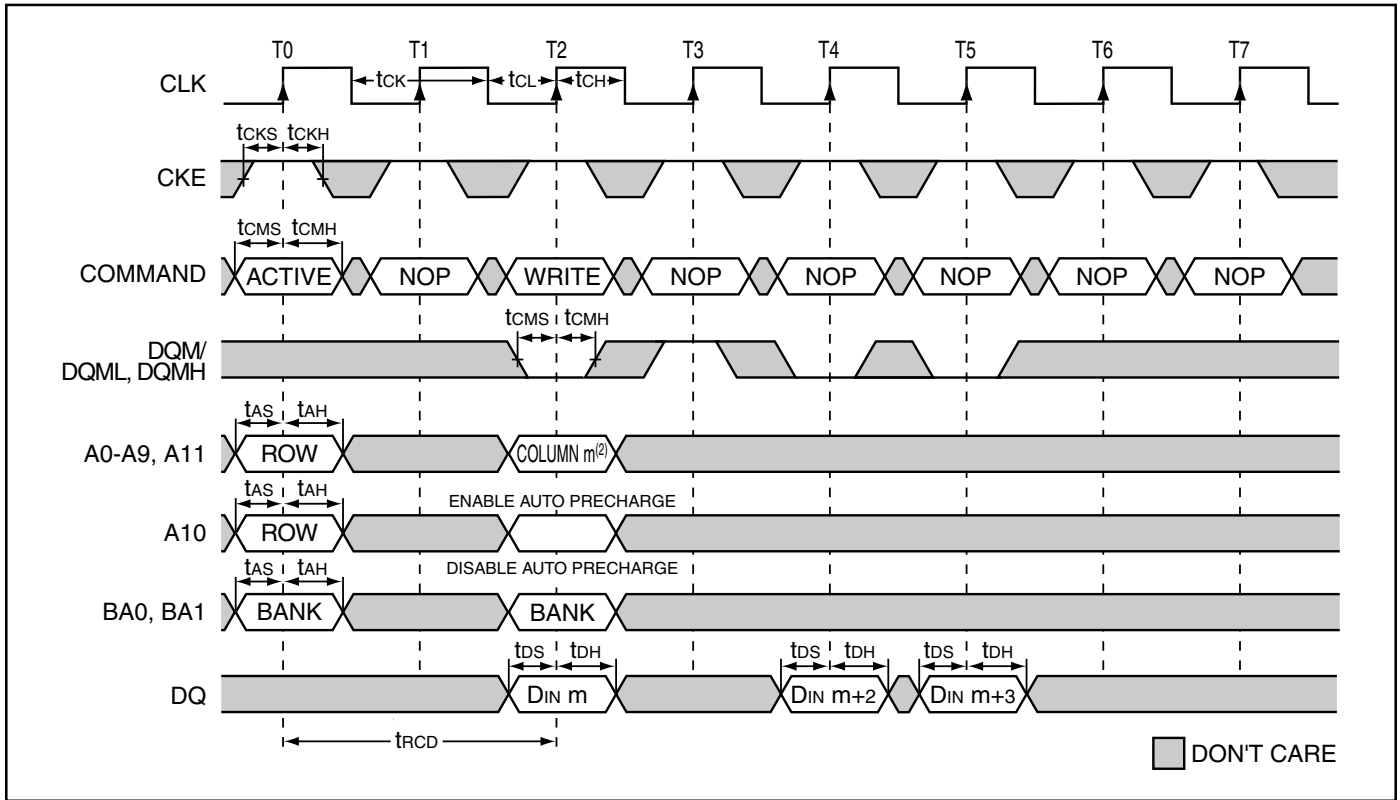 T0 T1 T2 T3 T4 T5 T6 T7
CLK tCK tCL tCH
tCKS tCKH
CKE
tCMS tCMH
COMMAND ACTIVE NOP WRITE NOP NOP NOP NOP NOP
tCMS tCMH
DQM/
DQML, DQMH
tAS tAH
A0-A9, A11 ROW COLUMN m(2)
tAS tAH ENABLE AUTO PRECHARGE
A10 ROW
tAS tAH DISABLE AUTO PRECHARGE
BA0, BA1 BANK BANK
tDS tDH tDS tDH tDS tDH
DQ DIN m DIN m+2 DIN m+3
tRCD
DON'T CARE